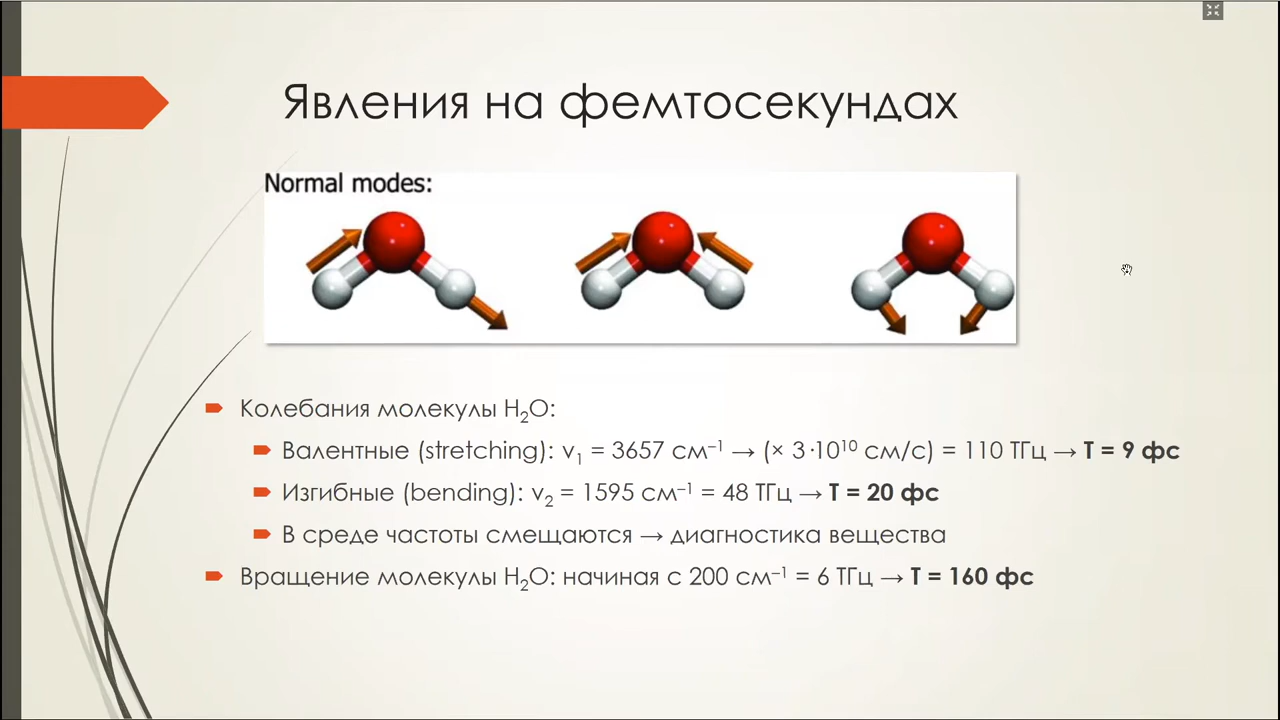 Явления на фемтосекундах
Normal modes:
Колебания молекулы H₂O:
Валентные (stretching): ν₁ = 3657 см⁻¹ → (× 3·10¹⁰ см/с) = 110 ТГц → T = 9 фс
Изгибные (bending): ν₂ = 1595 см⁻¹ = 48 ТГц → T = 20 фс
В среде частоты смещаются → диагностика вещества
Вращение молекулы H₂O: начиная с 200 см⁻¹ = 6 ТГц → T = 160 фс